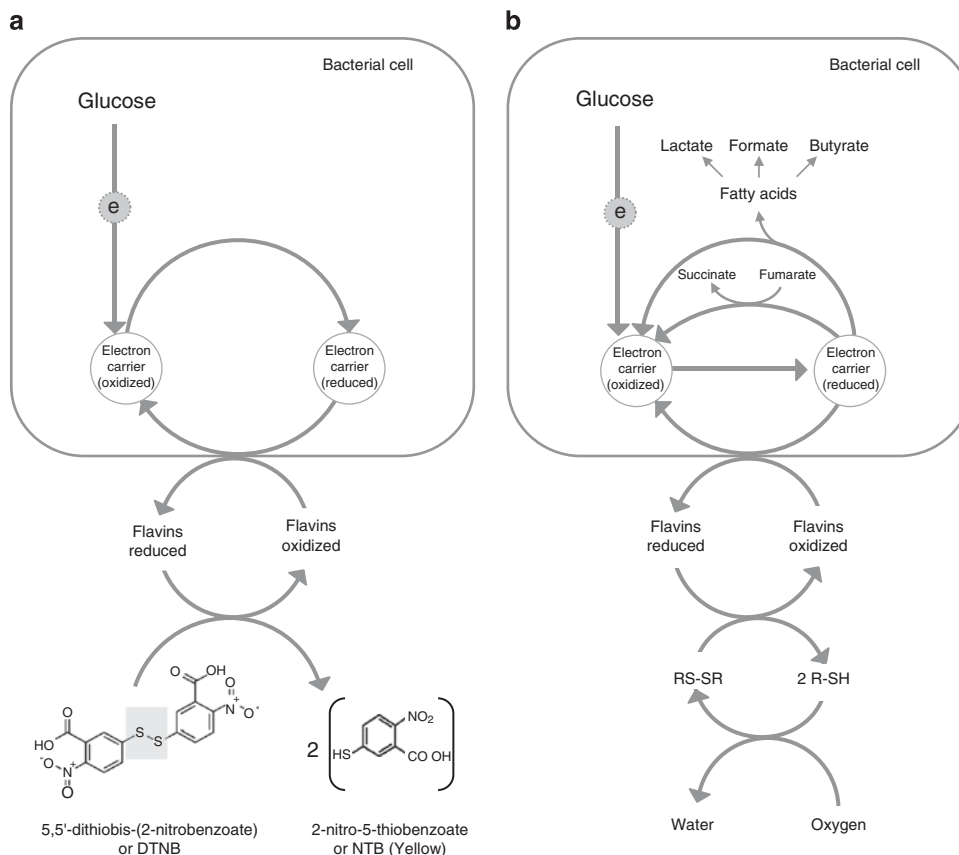 a
Bacterial cell
Glucose
e
Electron
carrier
(oxidized)
Electron
carrier
(reduced)
Flavins
reduced
Flavins
oxidized
O
OH
O
N+
O-
O
HO
S
S
-O
N+
O
2
HS
NO2
CO OH
5,5'-dithiobis-(2-nitrobenzoate)
or DTNB
2-nitro-5-thiobenzoate
or NTB (Yellow)
b
Bacterial cell
Glucose
Lactate Formate Butyrate
Fatty acids
e
Succinate Fumarate
Electron
carrier
(oxidized)
Electron
carrier
(reduced)
Flavins
reduced
Flavins
oxidized
RS-SR 2 R-SH
Water Oxygen